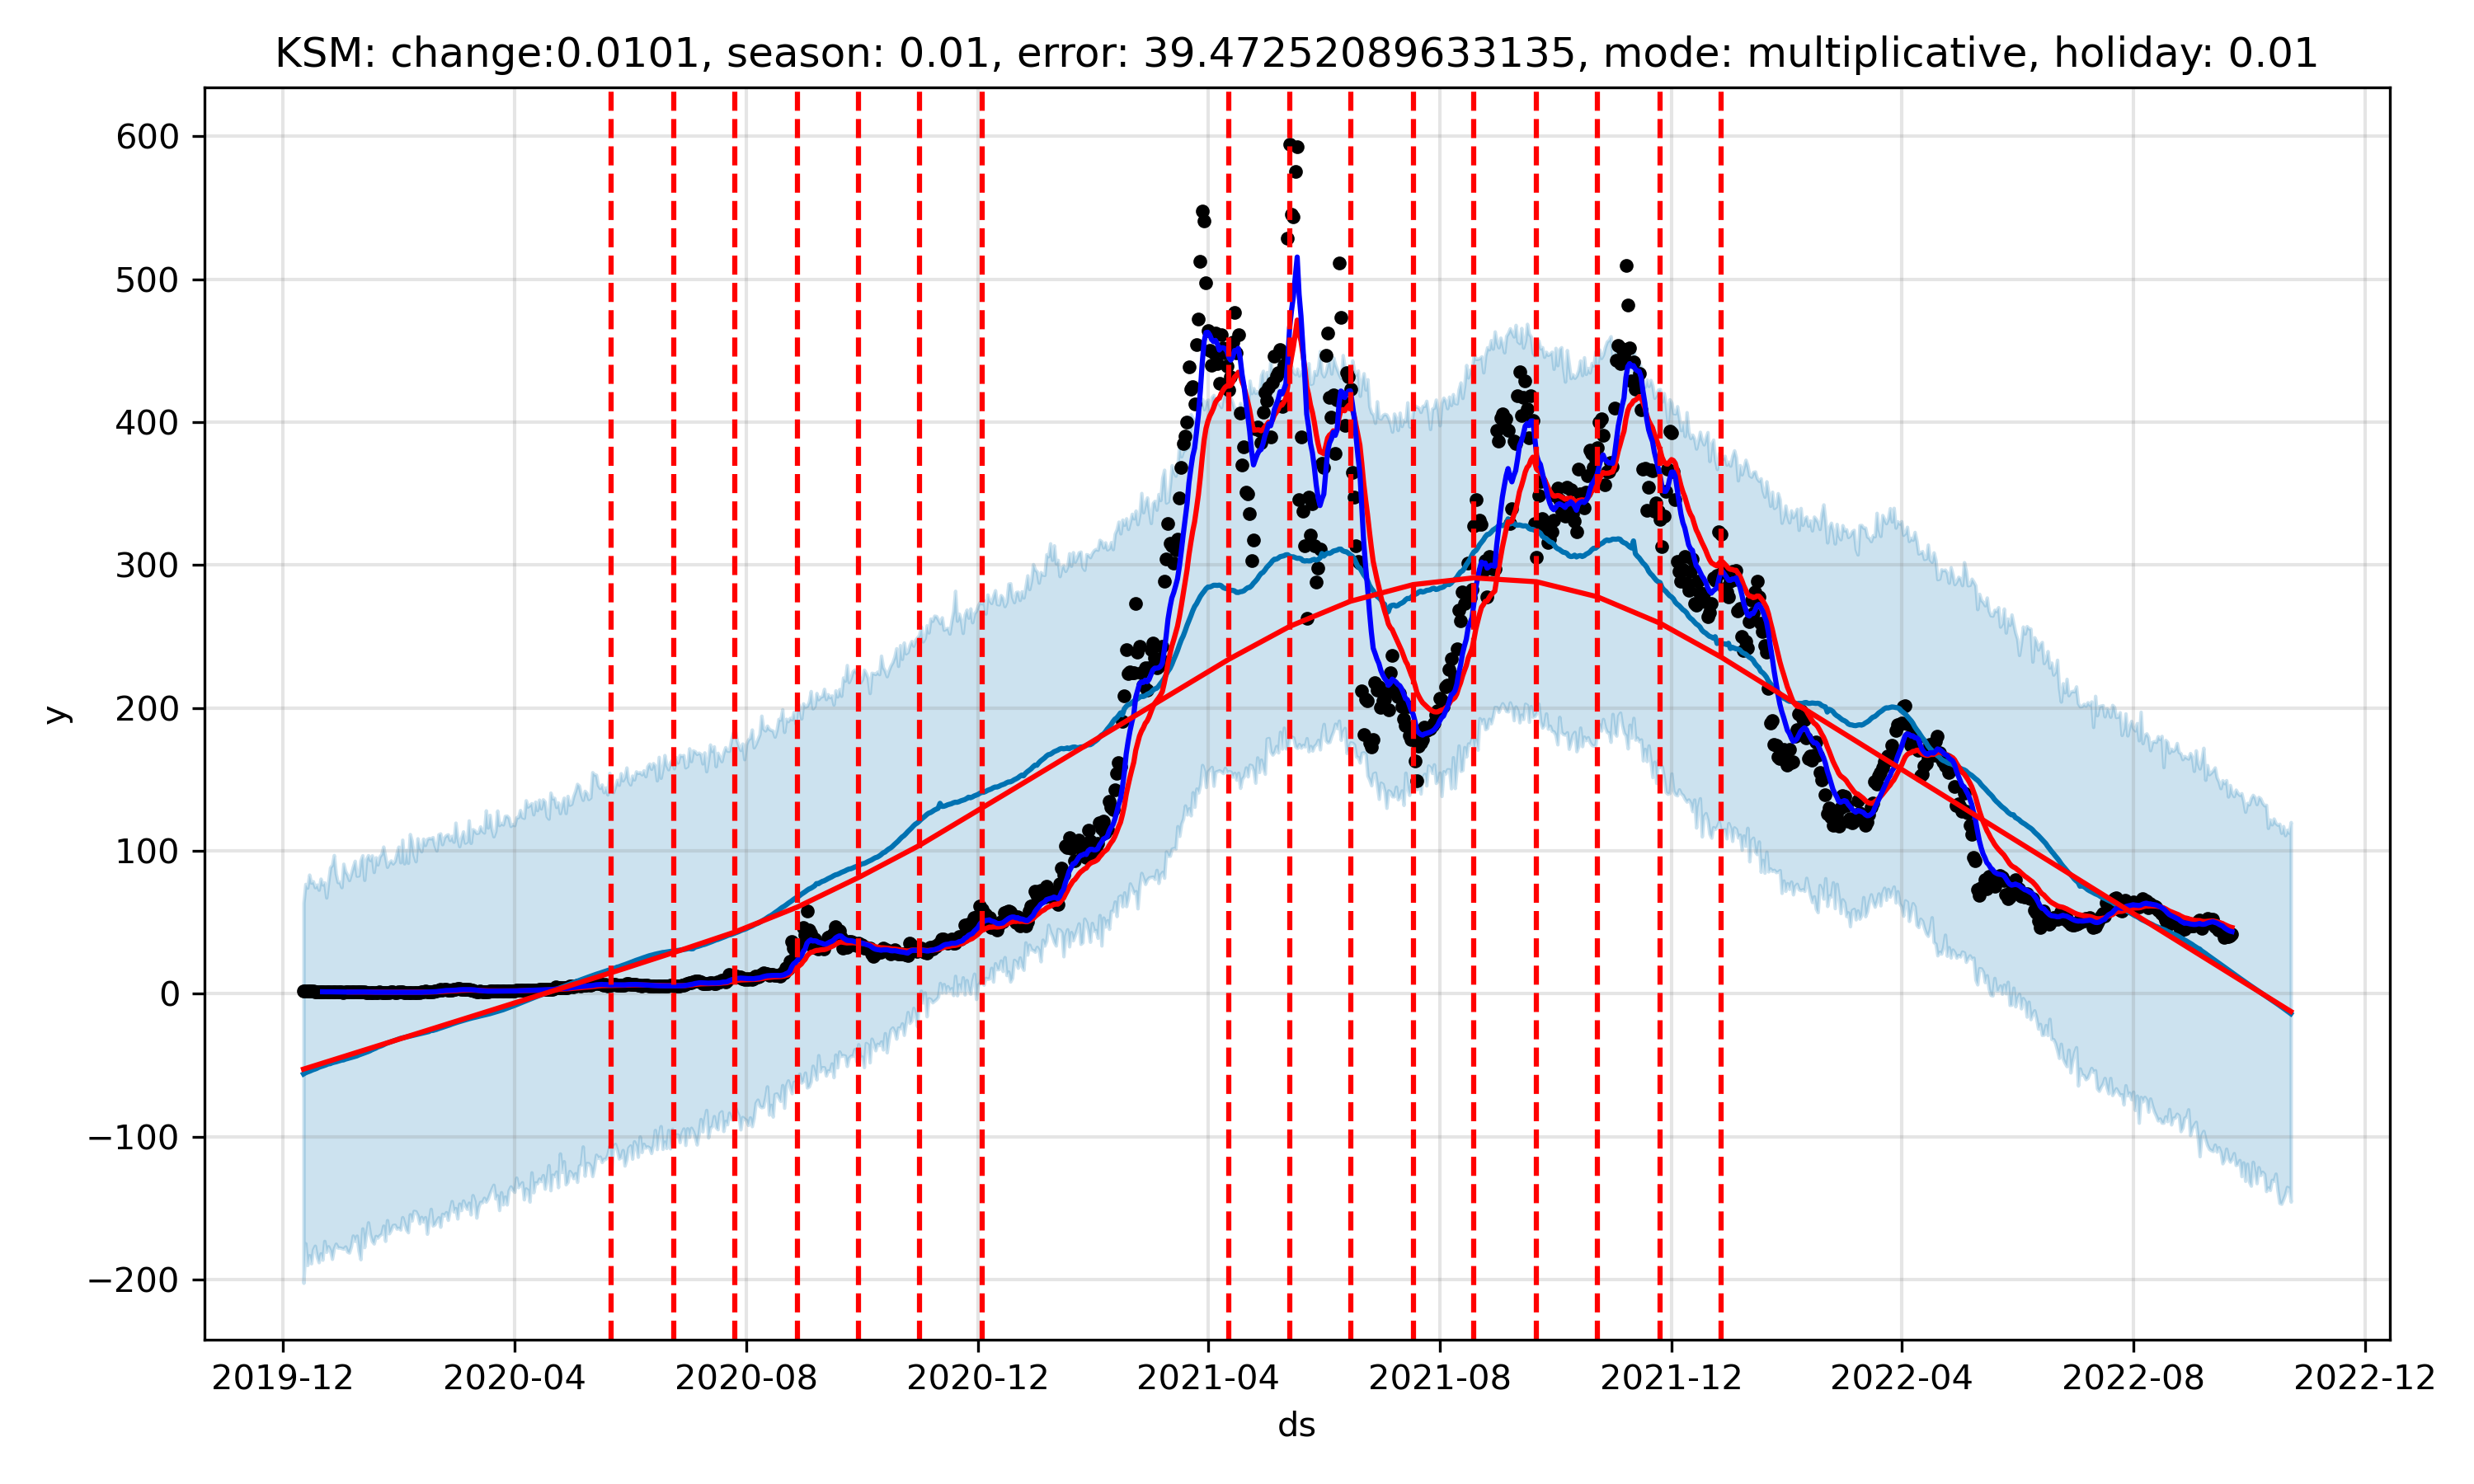 KSM: change:0.0101, season: 0.01, error: 39.47252089633135, mode: multiplicative, holiday: 0.01
600
500
400
300
200
100
0
−100
−200
y
2019-12 2020-04 2020-08 2020-12 2021-04 2021-08 2021-12 2022-04 2022-08 2022-12
ds